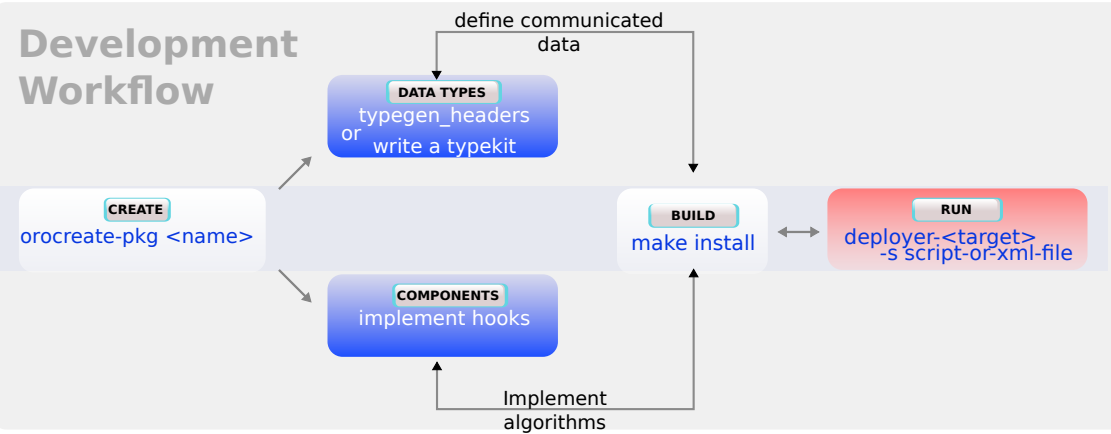 Development
Workflow
define communicated
data
DATA TYPES
typegen_headers
or
write a typekit
CREATE
orocreate-pkg <name>
BUILD
make install
RUN
deployer-<target>
-s script-or-xml-file
COMPONENTS
implement hooks
Implement
algorithms